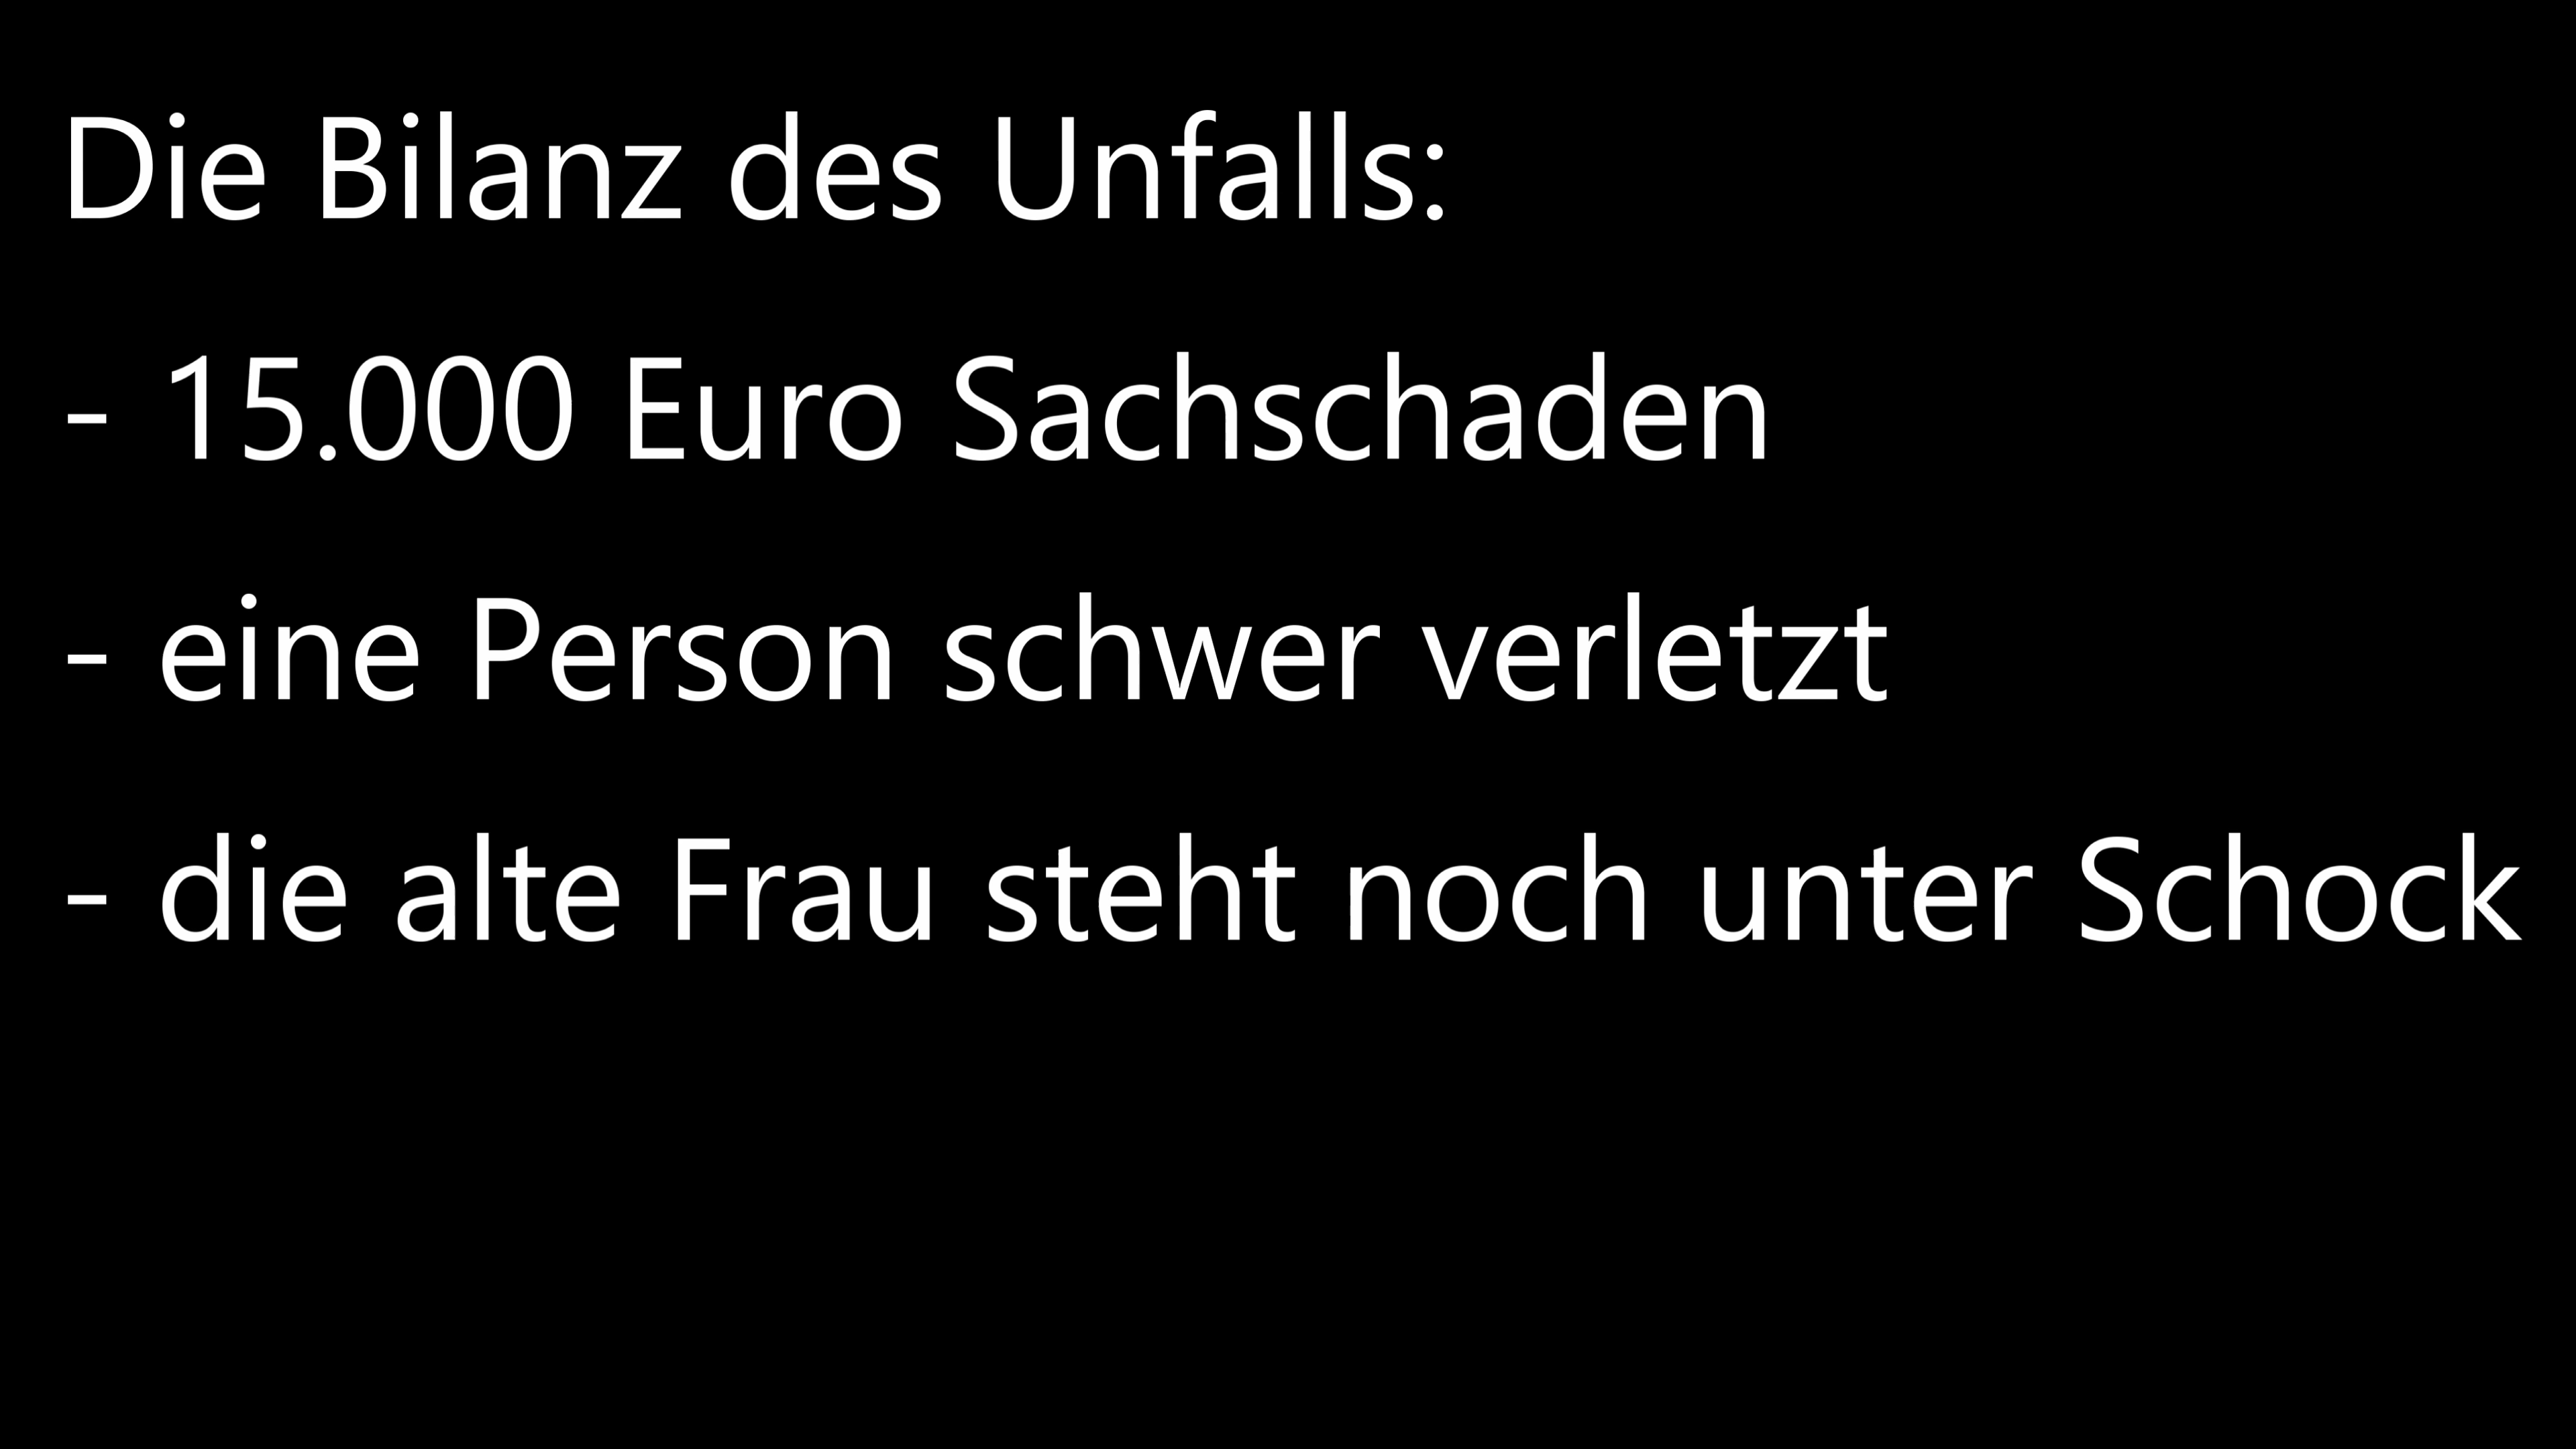 Die Bilanz des Unfalls:
- 15.000 Euro Sachschaden
- eine Person schwer verletzt
- die alte Frau steht noch unter Schock